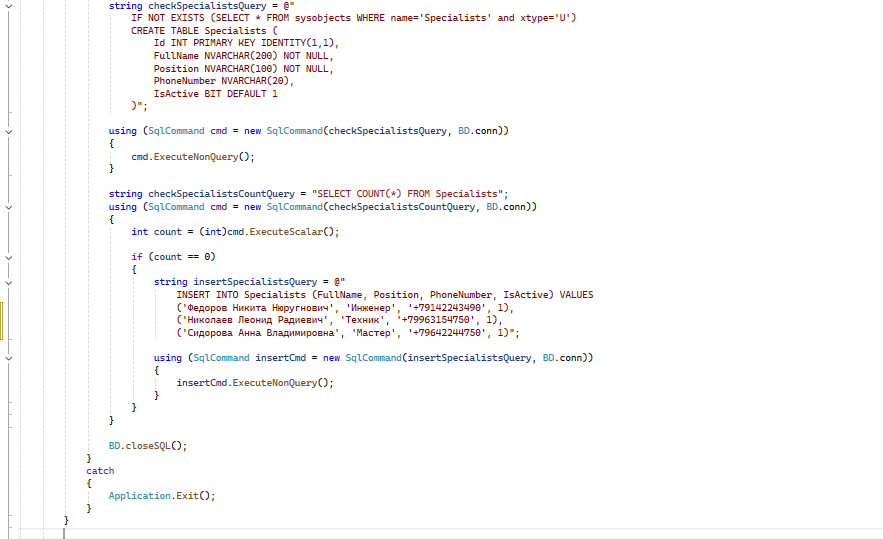 string checkSpecialistsQuery = @"
IF NOT EXISTS (SELECT * FROM sysobjects WHERE name='Specialists' and xtype='U')
CREATE TABLE Specialists (
Id INT PRIMARY KEY IDENTITY(1,1),
FullName NVARCHAR(200) NOT NULL,
Position NVARCHAR(100) NOT NULL,
PhoneNumber NVARCHAR(20),
IsActive BIT DEFAULT 1
)";
using (SqlCommand cmd = new SqlCommand(checkSpecialistsQuery, BD.conn))
{
cmd.ExecuteNonQuery();
}
string checkSpecialistsCountQuery = "SELECT COUNT(*) FROM Specialists";
using (SqlCommand cmd = new SqlCommand(checkSpecialistsCountQuery, BD.conn))
{
int count = (int)cmd.ExecuteScalar();
if (count == 0)
{
string insertSpecialistsQuery = @"
INSERT INTO Specialists (FullName, Position, PhoneNumber, IsActive) VALUES
('Федоров Никита Нюругнович', 'Инженер', '+79142243490', 1),
('Николаев Леонид Радиевич', 'Техник', '+79963154750', 1),
('Сидорова Анна Владимировна', 'Мастер', '+79642244750', 1)";
using (SqlCommand insertCmd = new SqlCommand(insertSpecialistsQuery, BD.conn))
{
insertCmd.ExecuteNonQuery();
}
}
}
BD.closeSQL();
}
catch
{
Application.Exit();
}
}